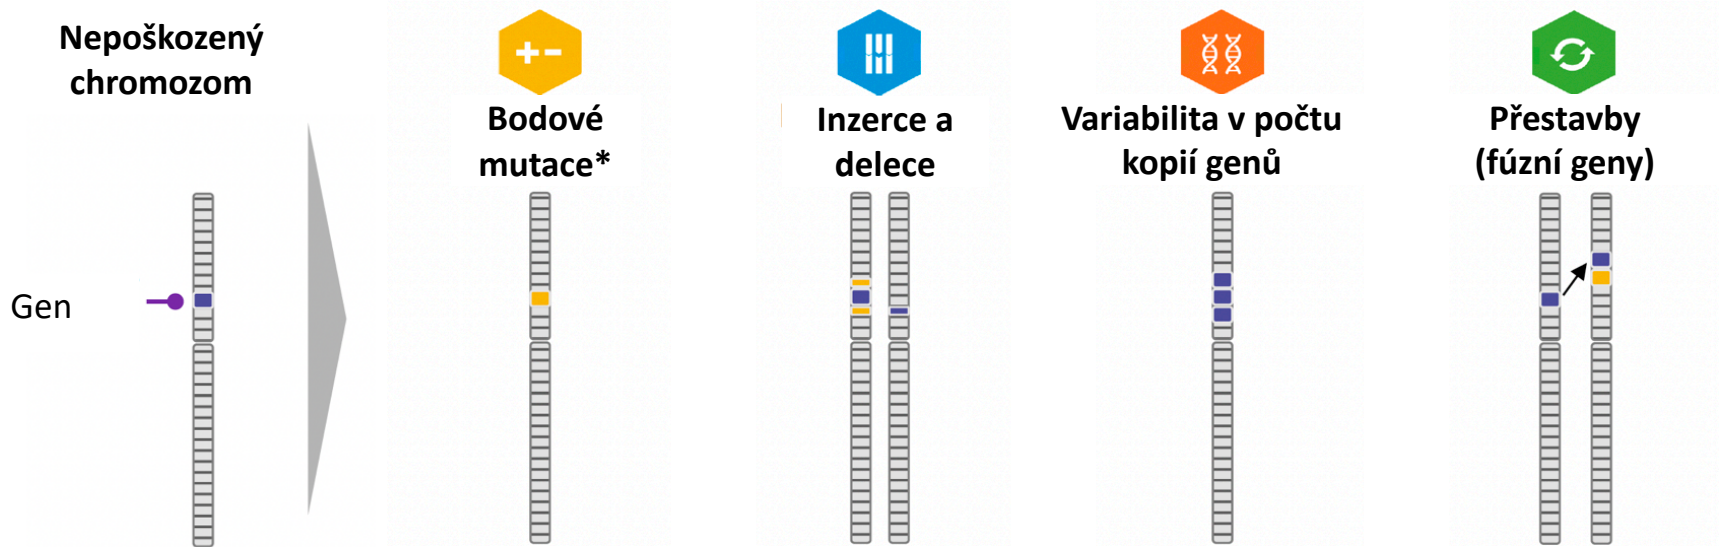 Nepoškozený
chromozom
Gen
Bodové
mutace*
Inzerce a
delece
Variabilita v počtu
kopií genů
Přestavby
(fúzní geny)